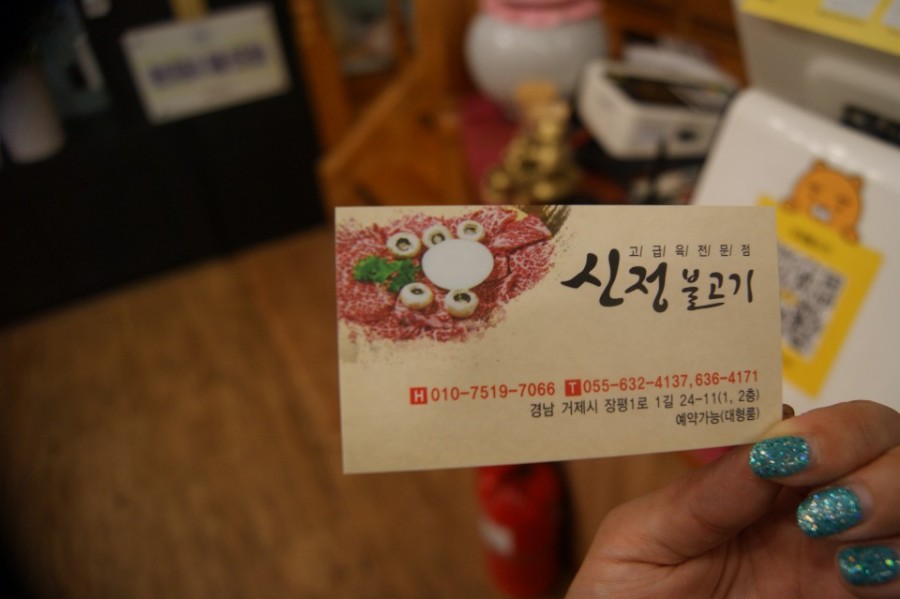 고/급/육/전/문/점
신정불고기
H 010-7519-7066 T 055-632-4137, 636-4171
경남 거제시 장평1로 1길 24-11(1, 2층)
예약가능(대형룸)